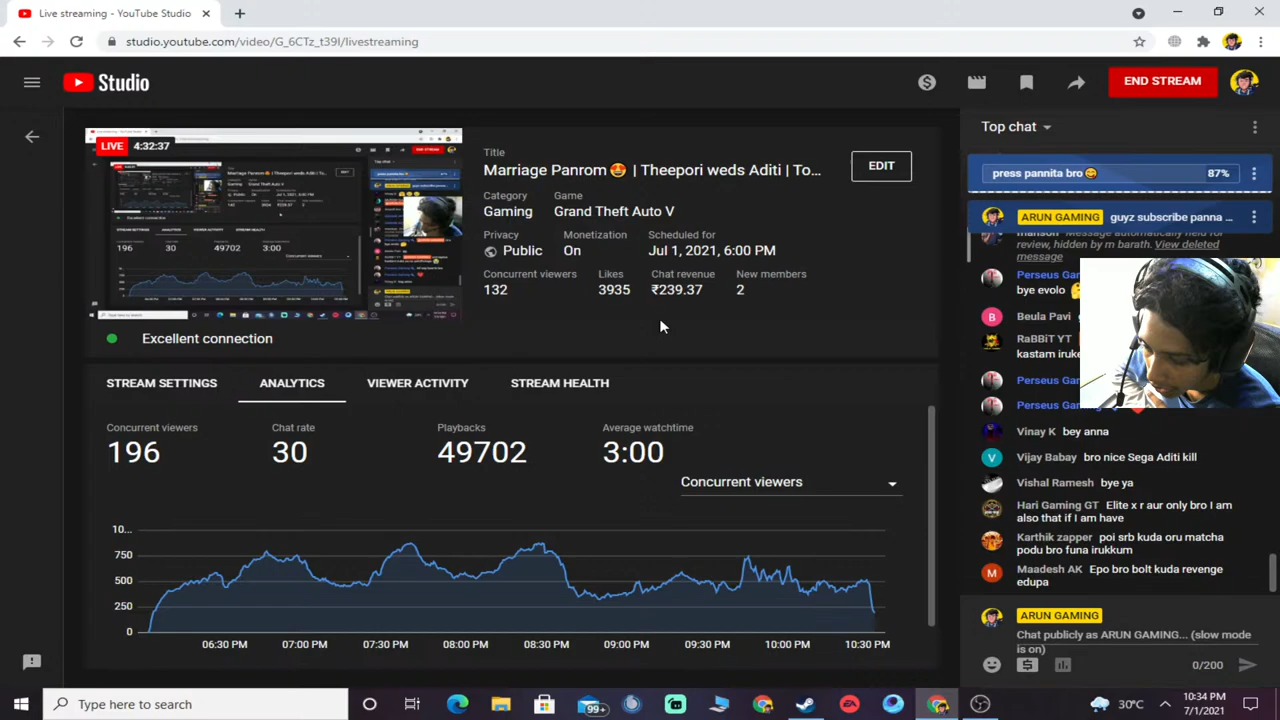 Live streaming - YouTube Studio
studio.youtube.com/video/G_6CTz_t39I/livestreaming
Studio
END STREAM
LIVE 4:32:37
Title
Marriage Panrom 🤩 | Theepori weds Aditi | To...
EDIT
Category
Game
Gaming
Grand Theft Auto V
Privacy
Monetization
Scheduled for
Public
On
Jul 1, 2021, 6:00 PM
Concurrent viewers
Likes
Chat revenue
New members
132
3935
₹239.37
2
Excellent connection
STREAM SETTINGS
ANALYTICS
VIEWER ACTIVITY
STREAM HEALTH
Concurrent viewers
Chat rate
Playbacks
Average watchtime
196
30
49702
3:00
Concurrent viewers
10...
750
500
250
0
06:30 PM
07:00 PM
07:30 PM
08:00 PM
08:30 PM
09:00 PM
09:30 PM
10:00 PM
10:30 PM
Top chat
press pannita bro 😋 87%
ARUN GAMING guyz subscribe panna ...
Message automatically held for
review, hidden by m barath. View deleted
message
Perseus Ga
bye evolo 🤔
Beula Pavi
RaBBiT YT
kastam iruke
Perseus Gam
Perseus Gaming
Vinay K bey anna
Vijay Babay bro nice Sega Aditi kill
Vishal Ramesh bye ya
Hari Gaming GT Elite x r aur only bro I am
also that if I am have
Karthik zapper poi srb kuda oru matcha
podu bro funa irukkum
Maadesh AK Epo bro bolt kuda revenge
edupa
ARUN GAMING
Chat publicly as ARUN GAMING... (slow mode
is on)
0/200
Type here to search
99+
30°C
10:34 PM
7/1/2021